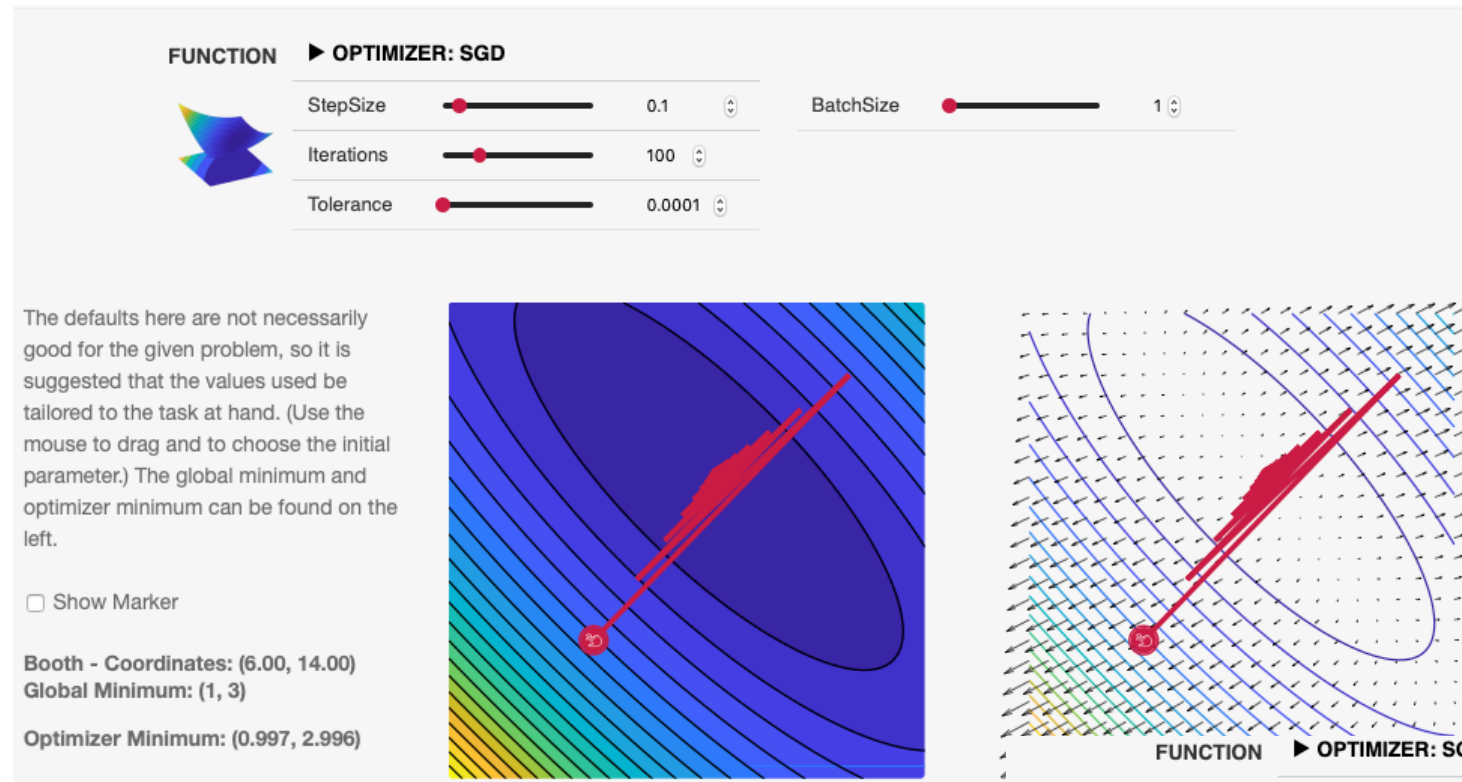 FUNCTION
▶ OPTIMIZER: SGD
StepSize 0.1
BatchSize 1
Iterations 100
Tolerance 0.0001
The defaults here are not necessarily
good for the given problem, so it is
suggested that the values used be
tailored to the task at hand. (Use the
mouse to drag and to choose the initial
parameter.) The global minimum and
optimizer minimum can be found on the
left.
Show Marker
Booth - Coordinates: (6.00, 14.00)
Global Minimum: (1, 3)
Optimizer Minimum: (0.997, 2.996)
FUNCTION
▶ OPTIMIZER: